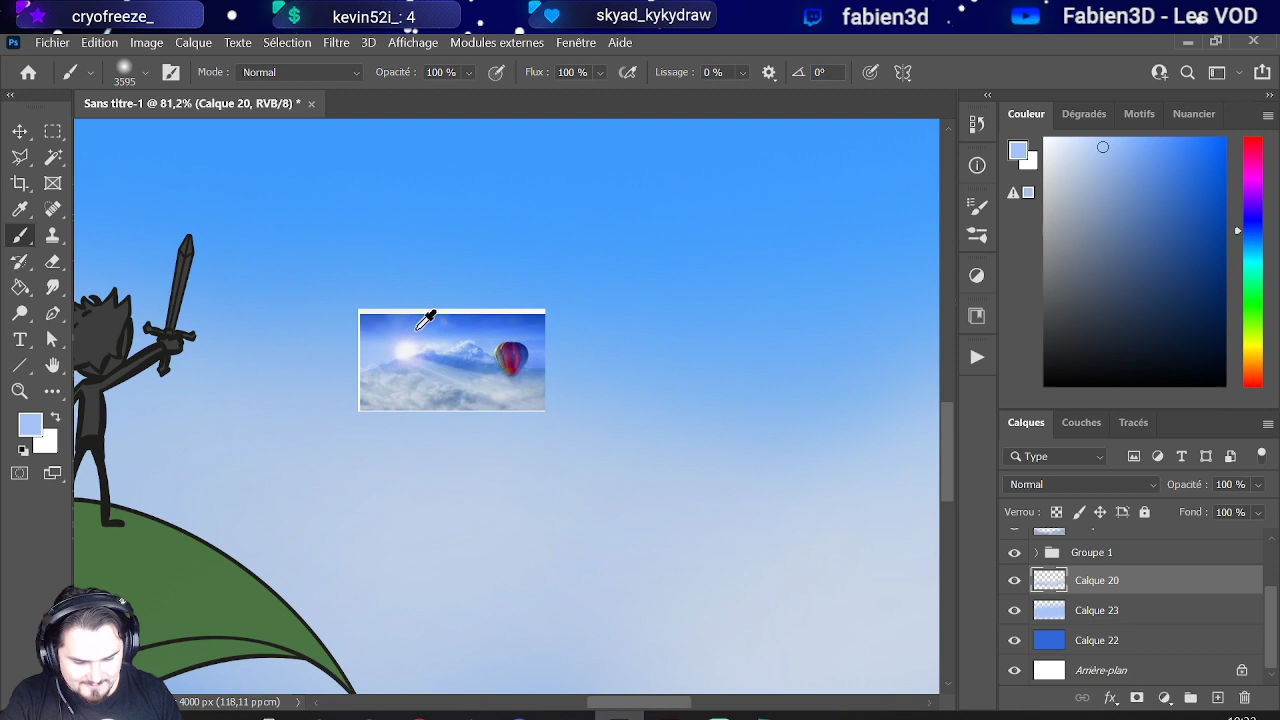 cryofreeze_
kevin52i_: 4
skyad_kykydraw
fabien3d
Fabien3D - Les VOD
Ps
Fichier Edition Image Calque Texte Sélection Filtre 3D Affichage Modules externes Fenêtre Aide
3595
Mode : Normal
Opacité : 100 %
Flux : 100 %
Lissage : 0 %
0°
Sans titre-1 @ 81,2% (Calque 20, RVB/8) *
Couleur Dégradés Motifs Nuancier
Calques Couches Tracés
Type
Normal
Opacité : 100 %
Verrou :
Fond : 100 %
Groupe 1
Calque 20
Calque 23
Calque 22
Arrière-plan
4000 px (118,11 ppcm)